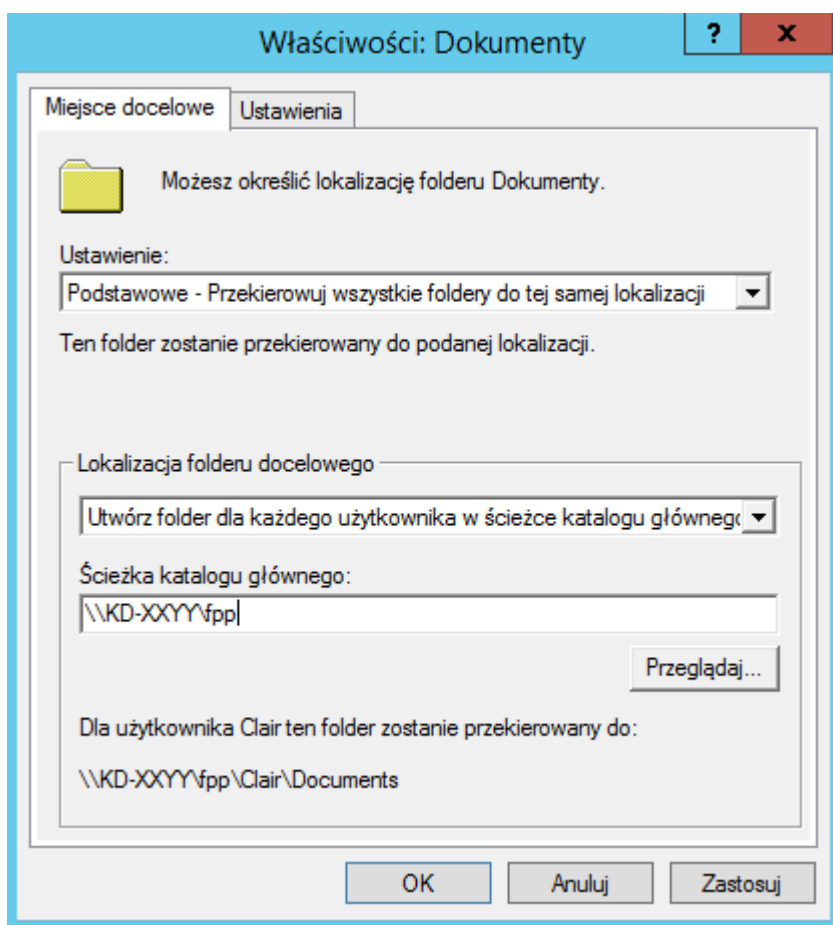 Właściwości: Dokumenty
? x
Miejsce docelowe Ustawienia
Możesz określić lokalizację folderu Dokumenty.
Ustawienie:
Podstawowe - Przekierowuj wszystkie foldery do tej samej lokalizacji
Ten folder zostanie przekierowany do podanej lokalizacji.
Lokalizacja folderu docelowego
Utwórz folder dla każdego użytkownika w ścieżce katalogu głównego
Ścieżka katalogu głównego:
\\KD-XXYY\fpp
Przeglądaj...
Dla użytkownika Clair ten folder zostanie przekierowany do:
\\KD-XXYY\fpp\Clair\Documents
OK Anuluj Zastosuj